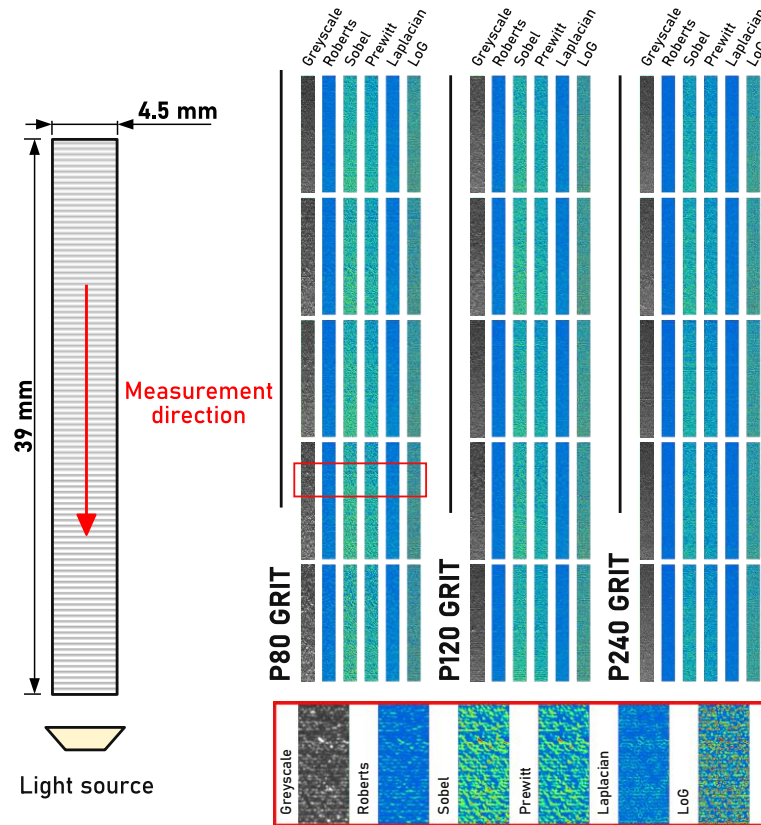 4.5 mm
39 mm
Measurement
direction
Light source
Greyscale
Roberts
Sobel
Prewitt
Laplacian
LoG
P80 GRIT
Greyscale
Roberts
Sobel
Prewitt
Laplacian
LoG
P120 GRIT
Greyscale
Roberts
Sobel
Prewitt
Laplacian
LoG
P240 GRIT
Greyscale
Roberts
Sobel
Prewitt
Laplacian
LoG